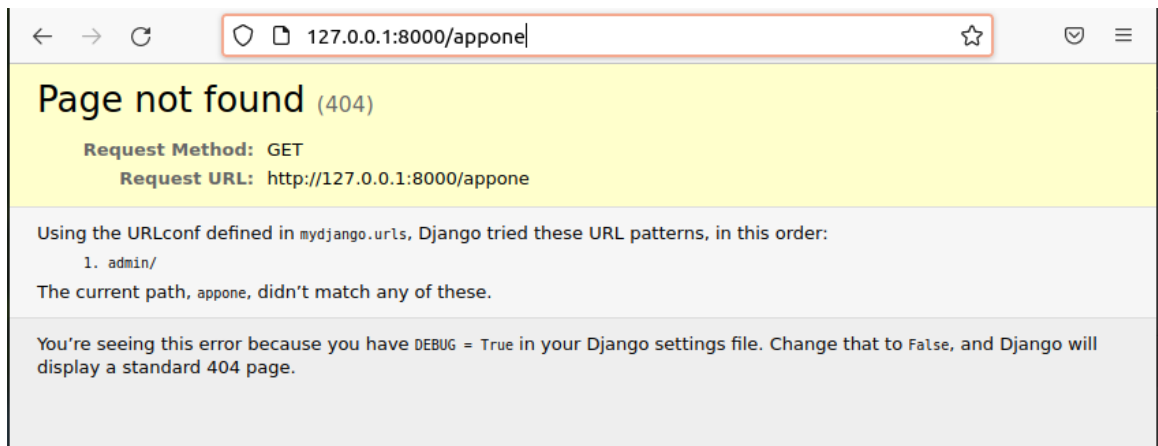 127.0.0.1:8000/appone
Page not found (404)
Request Method: GET
Request URL: http://127.0.0.1:8000/appone
Using the URLconf defined in mydjango.urls, Django tried these URL patterns, in this order:
1. admin/
The current path, appone, didn’t match any of these.
You’re seeing this error because you have DEBUG = True in your Django settings file. Change that to False, and Django will
display a standard 404 page.